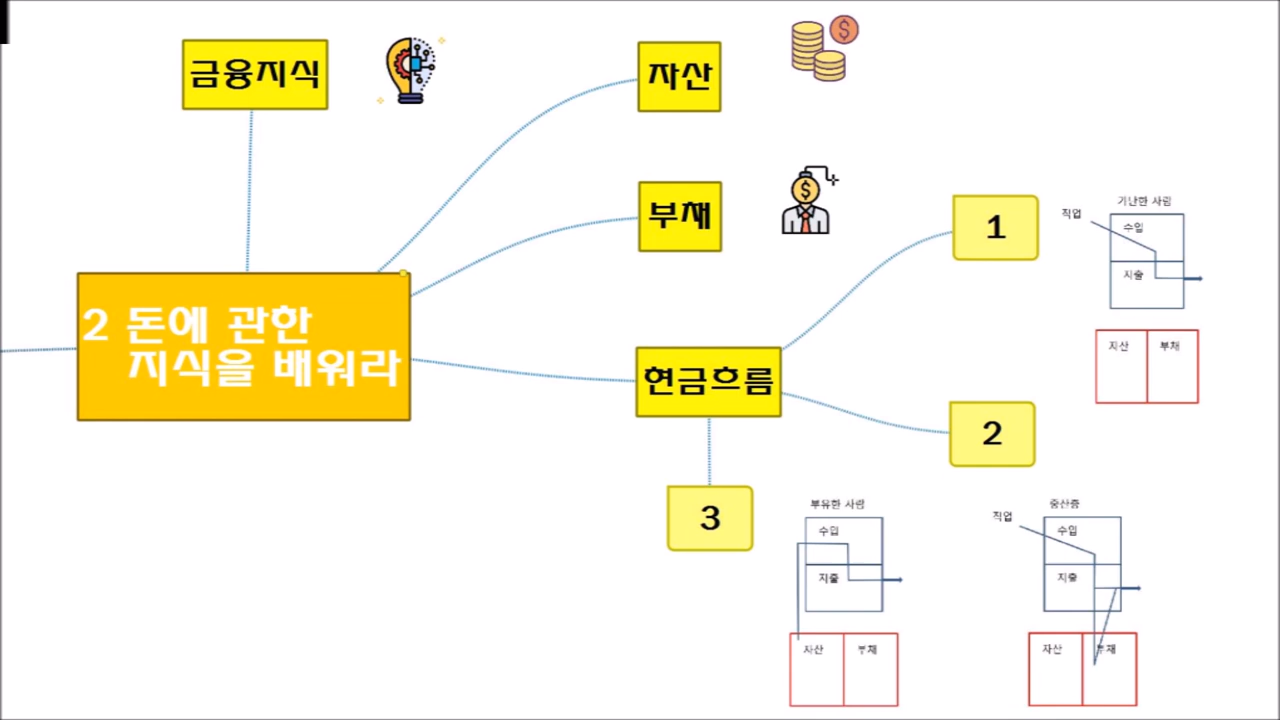 금융지식
자산
부채
2 돈에 관한
지식을 배워라
현금흐름
1
2
3
가난한 사람
직업
수입
지출
자산
부채
부유한 사람
수입
지출
자산
부채
중산층
직업
수입
지출
자산
부채